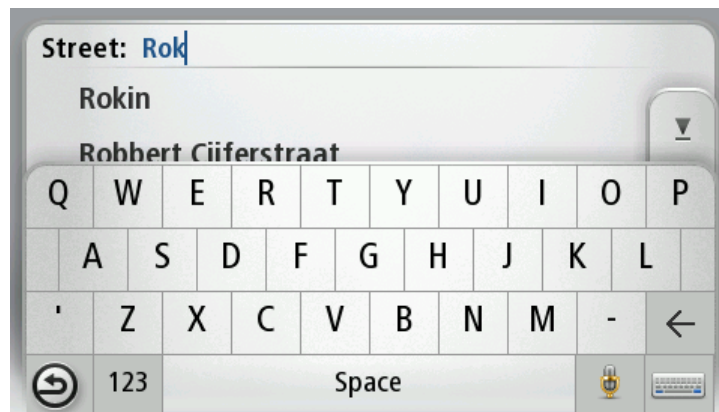 Street: Rok
Rokin
Robbert Cijferstraat
Q W E R T Y U I O P
A S D F G H J K L
' Z X C V B N M -
123 Space